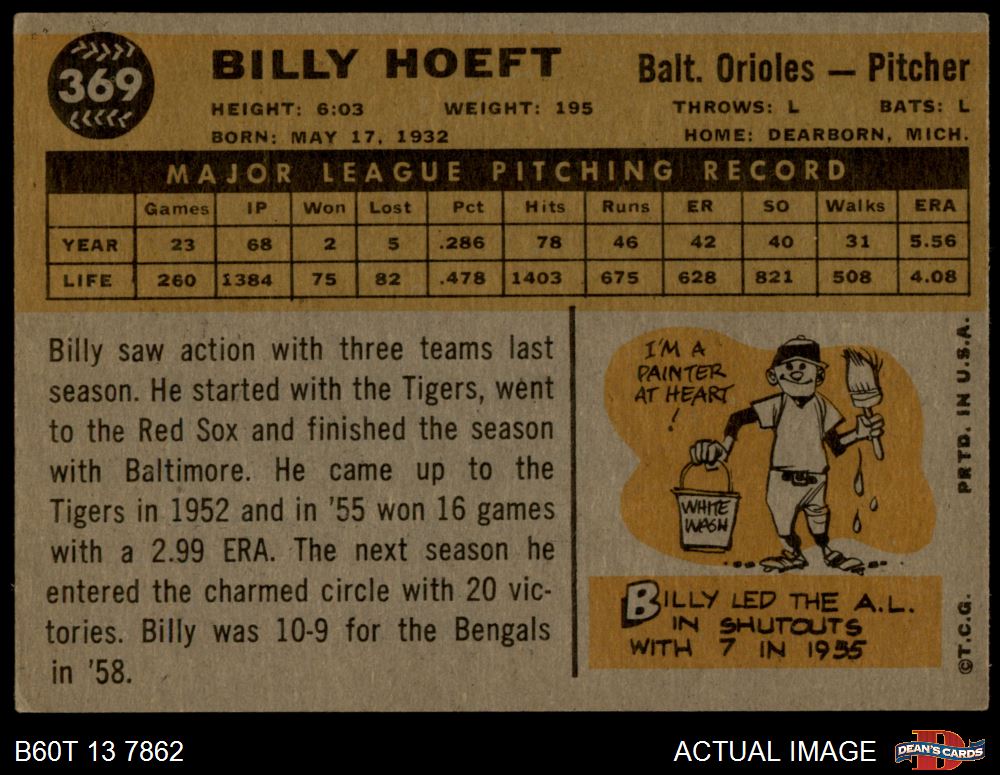 369
BILLY HOEFT
Balt. Orioles — Pitcher
HEIGHT: 6:03 WEIGHT: 195 THROWS: L BATS: L
BORN: MAY 17, 1932 HOME: DEARBORN, MICH.
MAJOR LEAGUE PITCHING RECORD
Games IP Won Lost Pct Hits Runs ER SO Walks ERA
YEAR 23 68 2 5 .286 78 46 42 40 31 5.56
LIFE 260 1384 75 82 .478 1403 675 628 821 508 4.08
Billy saw action with three teams last
season. He started with the Tigers, went
to the Red Sox and finished the season
with Baltimore. He came up to the
Tigers in 1952 and in '55 won 16 games
with a 2.99 ERA. The next season he
entered the charmed circle with 20 vic-
tories. Billy was 10-9 for the Bengals
in '58.
I'M A
PAINTER
AT HEART
!
WHITE
WASH
BILLY LED THE A.L.
IN SHUTOUTS
WITH 7 IN 1955
©T.C.G. PRTD. IN U.S.A.
B60T 13 7862
ACTUAL IMAGE
D
DEAN'S CARDS